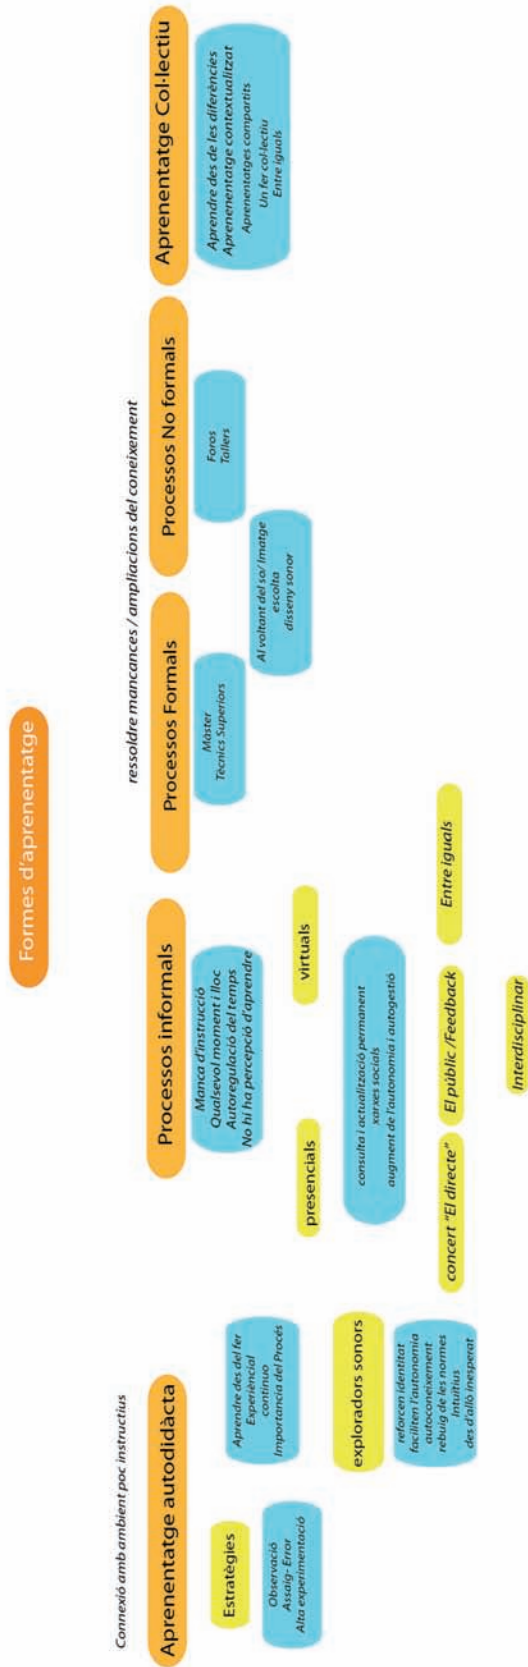 Formes d'aprenentatge
Connexió amb ambient poc instructius
ressoldre mancances / ampliacions del coneixement
Aprenentatge autodidàcta
Estratègies
Observació
Assaig- Error
Alta experimentació
Aprendre des del fer
Experièncial
continuo
Importancia del Procés
exploradors sonors
reforcen identitat
faciliten l'autonomia
autoconeixement
rebuig de les normes
Intuïtius
des d'allò inesperat
Processos informals
Manca d'instrucció
Qualsevol moment i lloc
Autoregulació del temps
No hi ha percepció d'aprendre
presencials
virtuals
consulta i actualització permanent
xarxes socials
augment de l'autonomia i autogestió
concert "El directe"
El públic /Feedback
Entre iguals
Interdisciplinar
Processos Formals
Màster
Tècnics Superiors
Processos No formals
Foros
Tallers
Al voltant del so/ Imatge
escolta
disseny sonor
Aprenentatge Col·lectiu
Aprendre des de les diferències
Aprenenentatge contextualitzat
Aprenentatges compartits
Un fer col·lectiu
Entre iguals